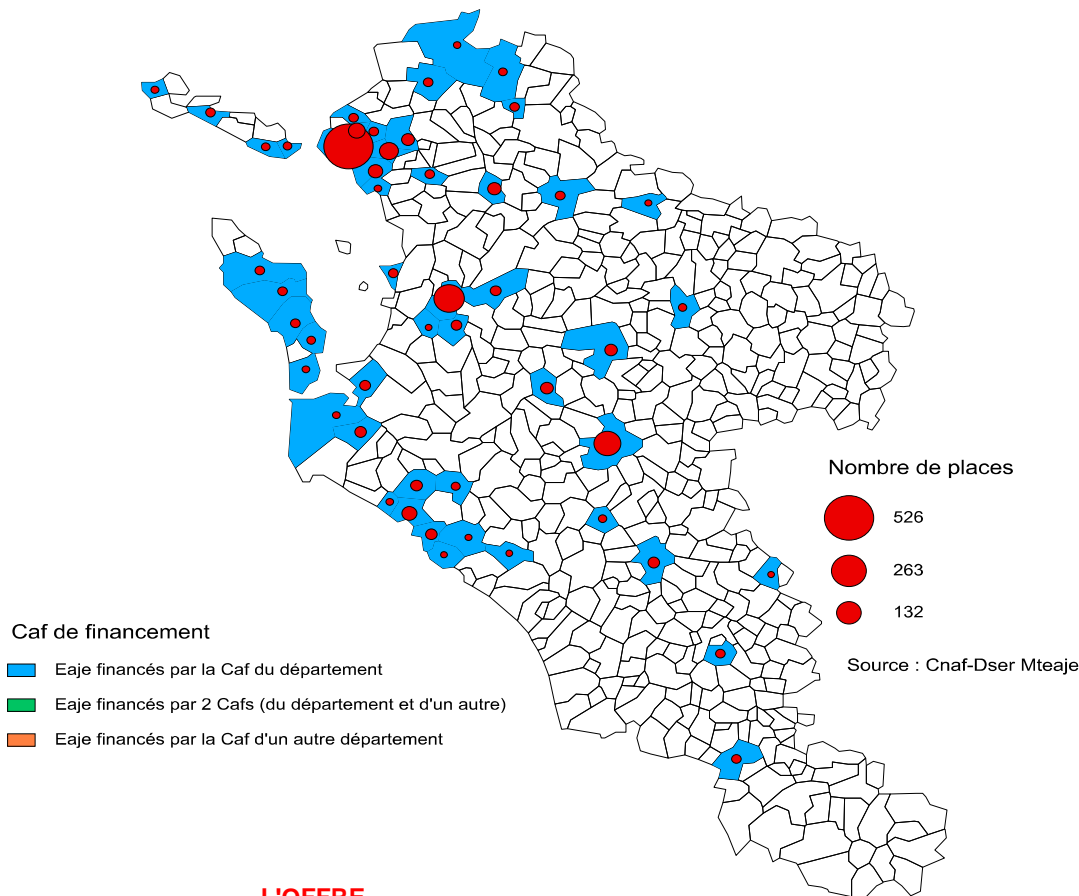 Nombre de places
526
263
132
Caf de financement
Source : Cnaf-Dser Mteaje
Eaje financés par la Caf du département
Eaje financés par 2 Cafs (du département et d'un autre)
Eaje financés par la Caf d'un autre département
L'OFFRE